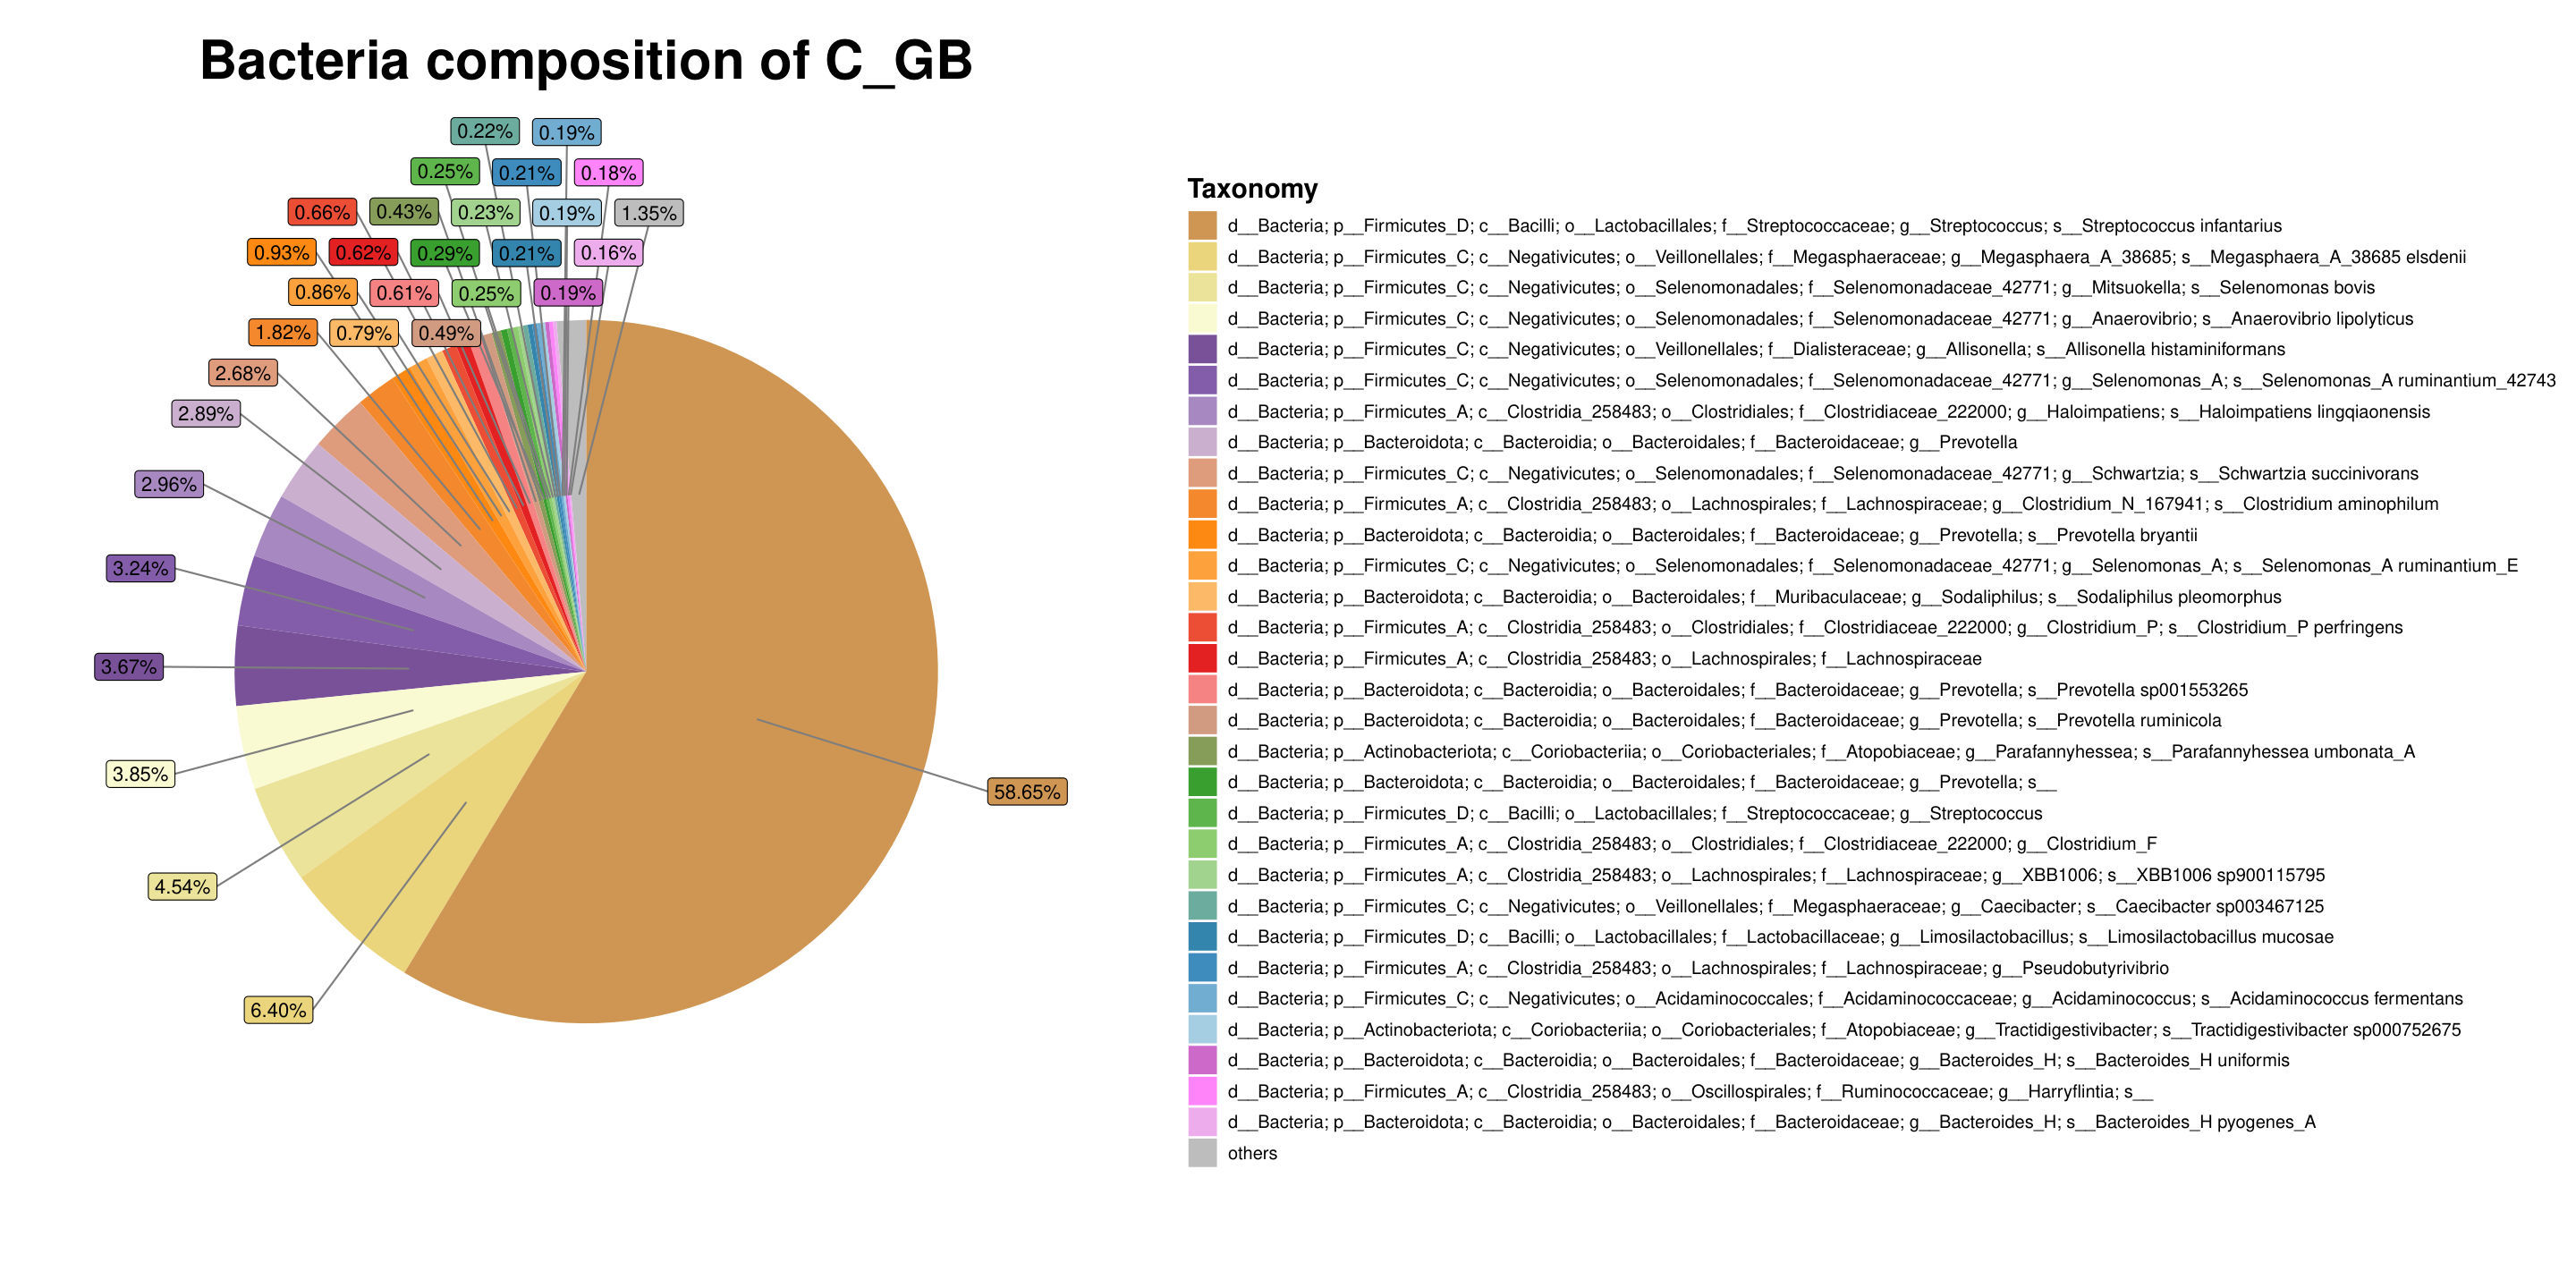 Bacteria composition of C_GB
0.22%
0.19%
0.25%
0.21%
0.18%
0.66%
0.43%
0.23%
0.19%
1.35%
0.93%
0.62%
0.29%
0.21%
0.16%
0.86%
0.61%
0.25%
0.19%
1.82%
0.79%
0.49%
2.68%
2.89%
2.96%
3.24%
3.67%
3.85%
58.65%
4.54%
6.40%
Taxonomy
d__Bacteria; p__Firmicutes_D; c__Bacilli; o__Lactobacillales; f__Streptococcaceae; g__Streptococcus; s__Streptococcus infantarius
d__Bacteria; p__Firmicutes_C; c__Negativicutes; o__Veillonellales; f__Megasphaeraceae; g__Megasphaera_A_38685; s__Megasphaera_A_38685 elsdenii
d__Bacteria; p__Firmicutes_C; c__Negativicutes; o__Selenomonadales; f__Selenomonadaceae_42771; g__Mitsuokella; s__Selenomonas bovis
d__Bacteria; p__Firmicutes_C; c__Negativicutes; o__Selenomonadales; f__Selenomonadaceae_42771; g__Anaerovibrio; s__Anaerovibrio lipolyticus
d__Bacteria; p__Firmicutes_C; c__Negativicutes; o__Veillonellales; f__Dialisteraceae; g__Allisonella; s__Allisonella histaminiformans
d__Bacteria; p__Firmicutes_C; c__Negativicutes; o__Selenomonadales; f__Selenomonadaceae_42771; g__Selenomonas_A; s__Selenomonas_A ruminantium_42743
d__Bacteria; p__Firmicutes_A; c__Clostridia_258483; o__Clostridiales; f__Clostridiaceae_222000; g__Haloimpatiens; s__Haloimpatiens lingqiaonensis
d__Bacteria; p__Bacteroidota; c__Bacteroidia; o__Bacteroidales; f__Bacteroidaceae; g__Prevotella
d__Bacteria; p__Firmicutes_C; c__Negativicutes; o__Selenomonadales; f__Selenomonadaceae_42771; g__Schwartzia; s__Schwartzia succinivorans
d__Bacteria; p__Firmicutes_A; c__Clostridia_258483; o__Lachnospirales; f__Lachnospiraceae; g__Clostridium_N_167941; s__Clostridium aminophilum
d__Bacteria; p__Bacteroidota; c__Bacteroidia; o__Bacteroidales; f__Bacteroidaceae; g__Prevotella; s__Prevotella bryantii
d__Bacteria; p__Firmicutes_C; c__Negativicutes; o__Selenomonadales; f__Selenomonadaceae_42771; g__Selenomonas_A; s__Selenomonas_A ruminantium_E
d__Bacteria; p__Bacteroidota; c__Bacteroidia; o__Bacteroidales; f__Muribaculaceae; g__Sodaliphilus; s__Sodaliphilus pleomorphus
d__Bacteria; p__Firmicutes_A; c__Clostridia_258483; o__Clostridiales; f__Clostridiaceae_222000; g__Clostridium_P; s__Clostridium_P perfringens
d__Bacteria; p__Firmicutes_A; c__Clostridia_258483; o__Lachnospirales; f__Lachnospiraceae
d__Bacteria; p__Bacteroidota; c__Bacteroidia; o__Bacteroidales; f__Bacteroidaceae; g__Prevotella; s__Prevotella sp001553265
d__Bacteria; p__Bacteroidota; c__Bacteroidia; o__Bacteroidales; f__Bacteroidaceae; g__Prevotella; s__Prevotella ruminicola
d__Bacteria; p__Actinobacteriota; c__Coriobacteriia; o__Coriobacteriales; f__Atopobiaceae; g__Parafannyhessea; s__Parafannyhessea umbonata_A
d__Bacteria; p__Bacteroidota; c__Bacteroidia; o__Bacteroidales; f__Bacteroidaceae; g__Prevotella; s__
d__Bacteria; p__Firmicutes_D; c__Bacilli; o__Lactobacillales; f__Streptococcaceae; g__Streptococcus
d__Bacteria; p__Firmicutes_A; c__Clostridia_258483; o__Clostridiales; f__Clostridiaceae_222000; g__Clostridium_F
d__Bacteria; p__Firmicutes_A; c__Clostridia_258483; o__Lachnospirales; f__Lachnospiraceae; g__XBB1006; s__XBB1006 sp900115795
d__Bacteria; p__Firmicutes_C; c__Negativicutes; o__Veillonellales; f__Megasphaeraceae; g__Caecibacter; s__Caecibacter sp003467125
d__Bacteria; p__Firmicutes_D; c__Bacilli; o__Lactobacillales; f__Lactobacillaceae; g__Limosilactobacillus; s__Limosilactobacillus mucosae
d__Bacteria; p__Firmicutes_A; c__Clostridia_258483; o__Lachnospirales; f__Lachnospiraceae; g__Pseudobutyrivibrio
d__Bacteria; p__Firmicutes_C; c__Negativicutes; o__Acidaminococcales; f__Acidaminococcaceae; g__Acidaminococcus; s__Acidaminococcus fermentans
d__Bacteria; p__Actinobacteriota; c__Coriobacteriia; o__Coriobacteriales; f__Atopobiaceae; g__Tractidigestivibacter; s__Tractidigestivibacter sp000752675
d__Bacteria; p__Bacteroidota; c__Bacteroidia; o__Bacteroidales; f__Bacteroidaceae; g__Bacteroides_H; s__Bacteroides_H uniformis
d__Bacteria; p__Firmicutes_A; c__Clostridia_258483; o__Oscillospirales; f__Ruminococcaceae; g__Harryflintia; s__
d__Bacteria; p__Bacteroidota; c__Bacteroidia; o__Bacteroidales; f__Bacteroidaceae; g__Bacteroides_H; s__Bacteroides_H pyogenes_A
others